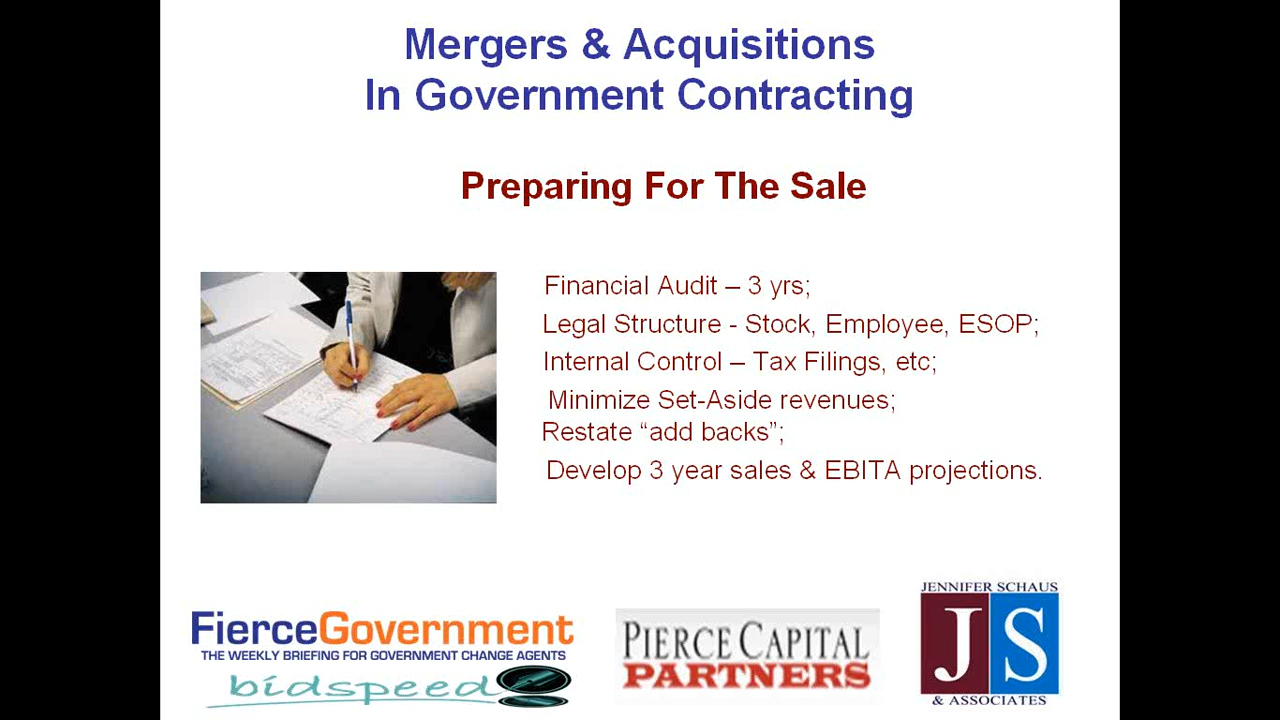 Mergers & Acquisitions
In Government Contracting
Preparing For The Sale
Financial Audit – 3 yrs;
Legal Structure - Stock, Employee, ESOP;
Internal Control – Tax Filings, etc;
Minimize Set-Aside revenues;
Restate “add backs”;
Develop 3 year sales & EBITA projections.
FierceGovernment
THE WEEKLY BRIEFING FOR GOVERNMENT CHANGE AGENTS
bidspeed
PIERCE CAPITAL
PARTNERS
JENNIFER SCHAUS
JS
& ASSOCIATES